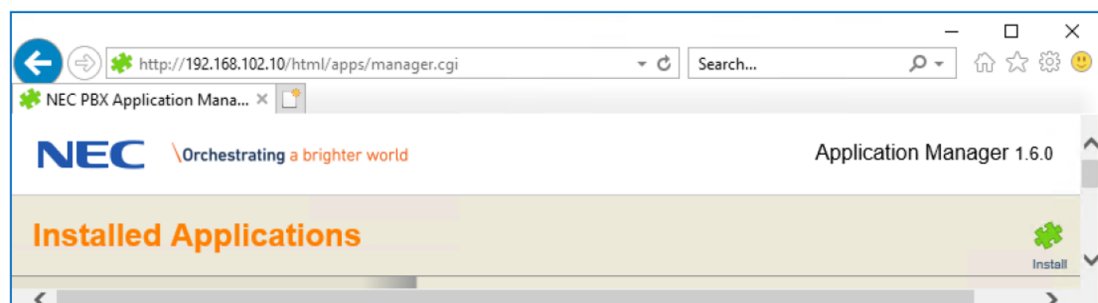 http://192.168.102.10/html/apps/manager.cgi
Search...
NEC PBX Application Mana...
NEC \Orchestrating a brighter world
Application Manager 1.6.0
Installed Applications
Install